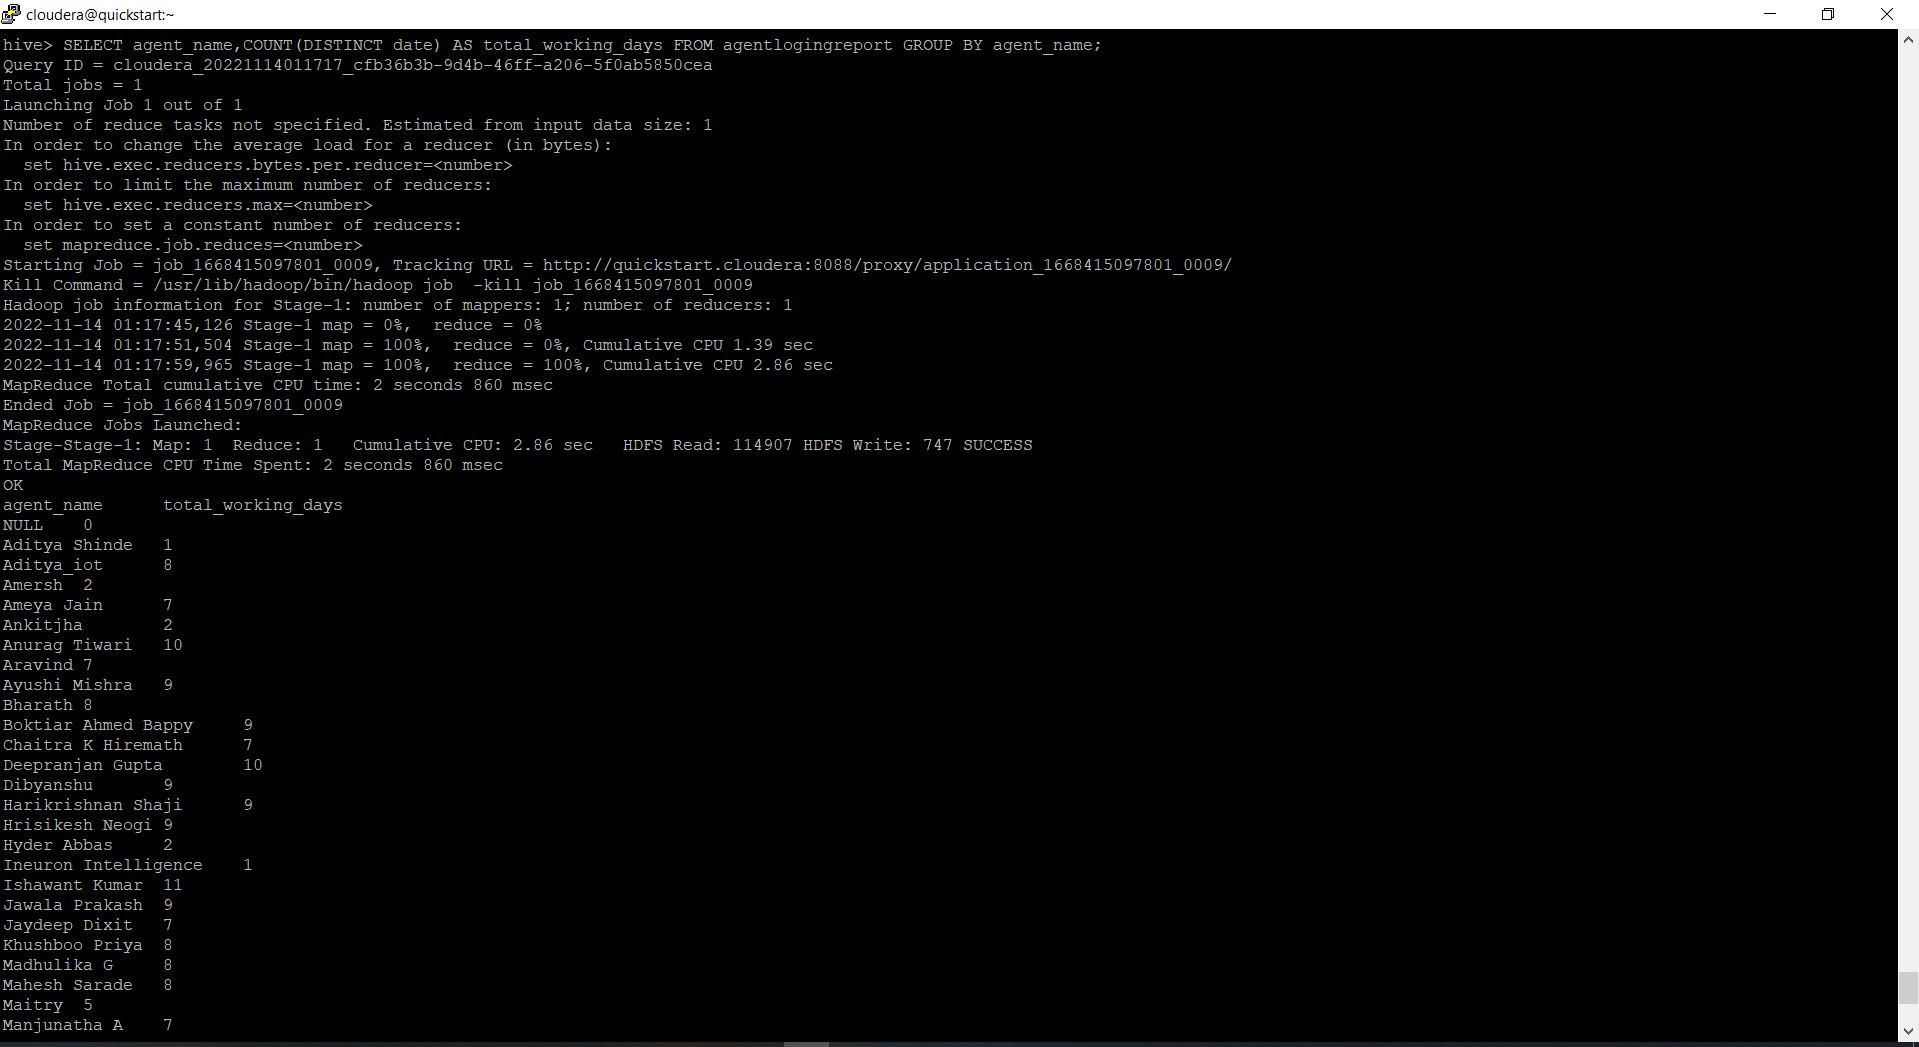 cloudera@quickstart:~
hive> SELECT agent_name,COUNT(DISTINCT date) AS total_working_days FROM agentlogingreport GROUP BY agent_name;
Query ID = cloudera_20221114011717_cfb36b3b-9d4b-46ff-a206-5f0ab5850cea
Total jobs = 1
Launching Job 1 out of 1
Number of reduce tasks not specified. Estimated from input data size: 1
In order to change the average load for a reducer (in bytes):
  set hive.exec.reducers.bytes.per.reducer=<number>
In order to limit the maximum number of reducers:
  set hive.exec.reducers.max=<number>
In order to set a constant number of reducers:
  set mapreduce.job.reduces=<number>
Starting Job = job_1668415097801_0009, Tracking URL = http://quickstart.cloudera:8088/proxy/application_1668415097801_0009/
Kill Command = /usr/lib/hadoop/bin/hadoop job  -kill job_1668415097801_0009
Hadoop job information for Stage-1: number of mappers: 1; number of reducers: 1
2022-11-14 01:17:45,126 Stage-1 map = 0%,  reduce = 0%
2022-11-14 01:17:51,504 Stage-1 map = 100%,  reduce = 0%, Cumulative CPU 1.39 sec
2022-11-14 01:17:59,965 Stage-1 map = 100%,  reduce = 100%, Cumulative CPU 2.86 sec
MapReduce Total cumulative CPU time: 2 seconds 860 msec
Ended Job = job_1668415097801_0009
MapReduce Jobs Launched:
Stage-Stage-1: Map: 1  Reduce: 1   Cumulative CPU: 2.86 sec   HDFS Read: 114907 HDFS Write: 747 SUCCESS
Total MapReduce CPU Time Spent: 2 seconds 860 msec
OK
agent_name      total_working_days
NULL    0
Aditya Shinde   1
Aditya_iot      8
Amersh  2
Ameya Jain      7
Ankitjha        2
Anurag Tiwari   10
Aravind 7
Ayushi Mishra   9
Bharath 8
Boktiar Ahmed Bappy     9
Chaitra K Hiremath      7
Deepranjan Gupta        10
Dibyanshu       9
Harikrishnan Shaji      9
Hrisikesh Neogi 9
Hyder Abbas     2
Ineuron Intelligence    1
Ishawant Kumar  11
Jawala Prakash  9
Jaydeep Dixit   7
Khushboo Priya  8
Madhulika G     8
Mahesh Sarade   8
Maitry  5
Manjunatha A    7